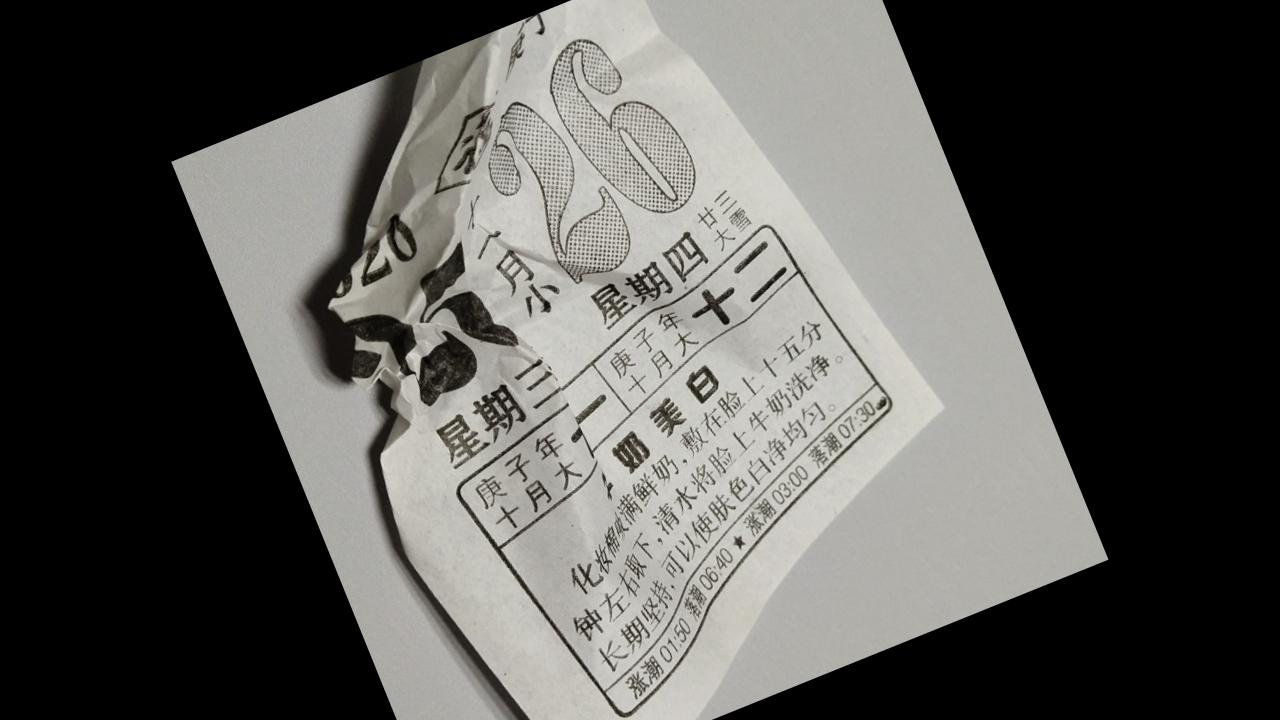 26
2020
月小
廿三
大雪
星期三
星期四
庚子年
十月大
十一
庚子年
十月大
十二
奶美白
化妆棉吸满鲜奶，敷在脸上十五分
钟左右取下，清水将脸上牛奶洗净。
长期坚持，可以使肤色白净均匀。
涨潮 01:50 落潮 06:40 ★ 涨潮 03:00 落潮 07:30